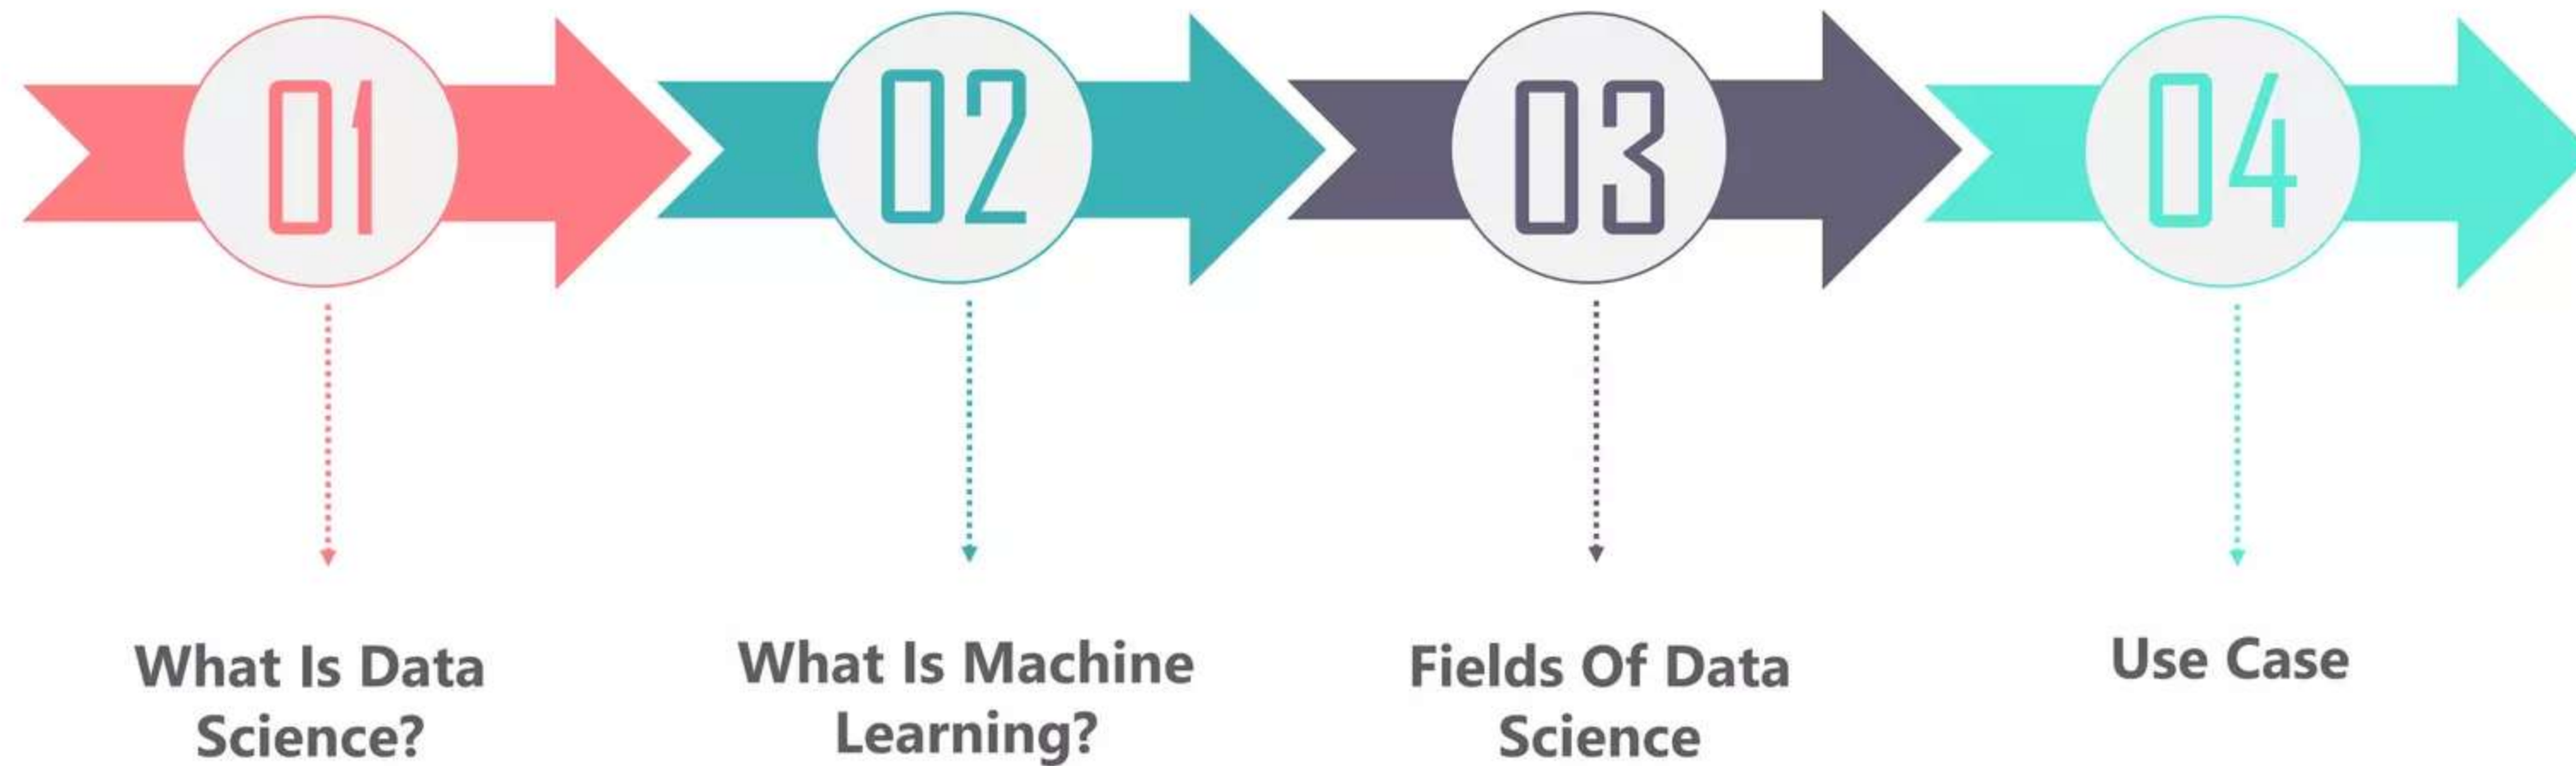 01
02
03
04
What Is Data
Science?
What Is Machine
Learning?
Fields Of Data
Science
Use Case